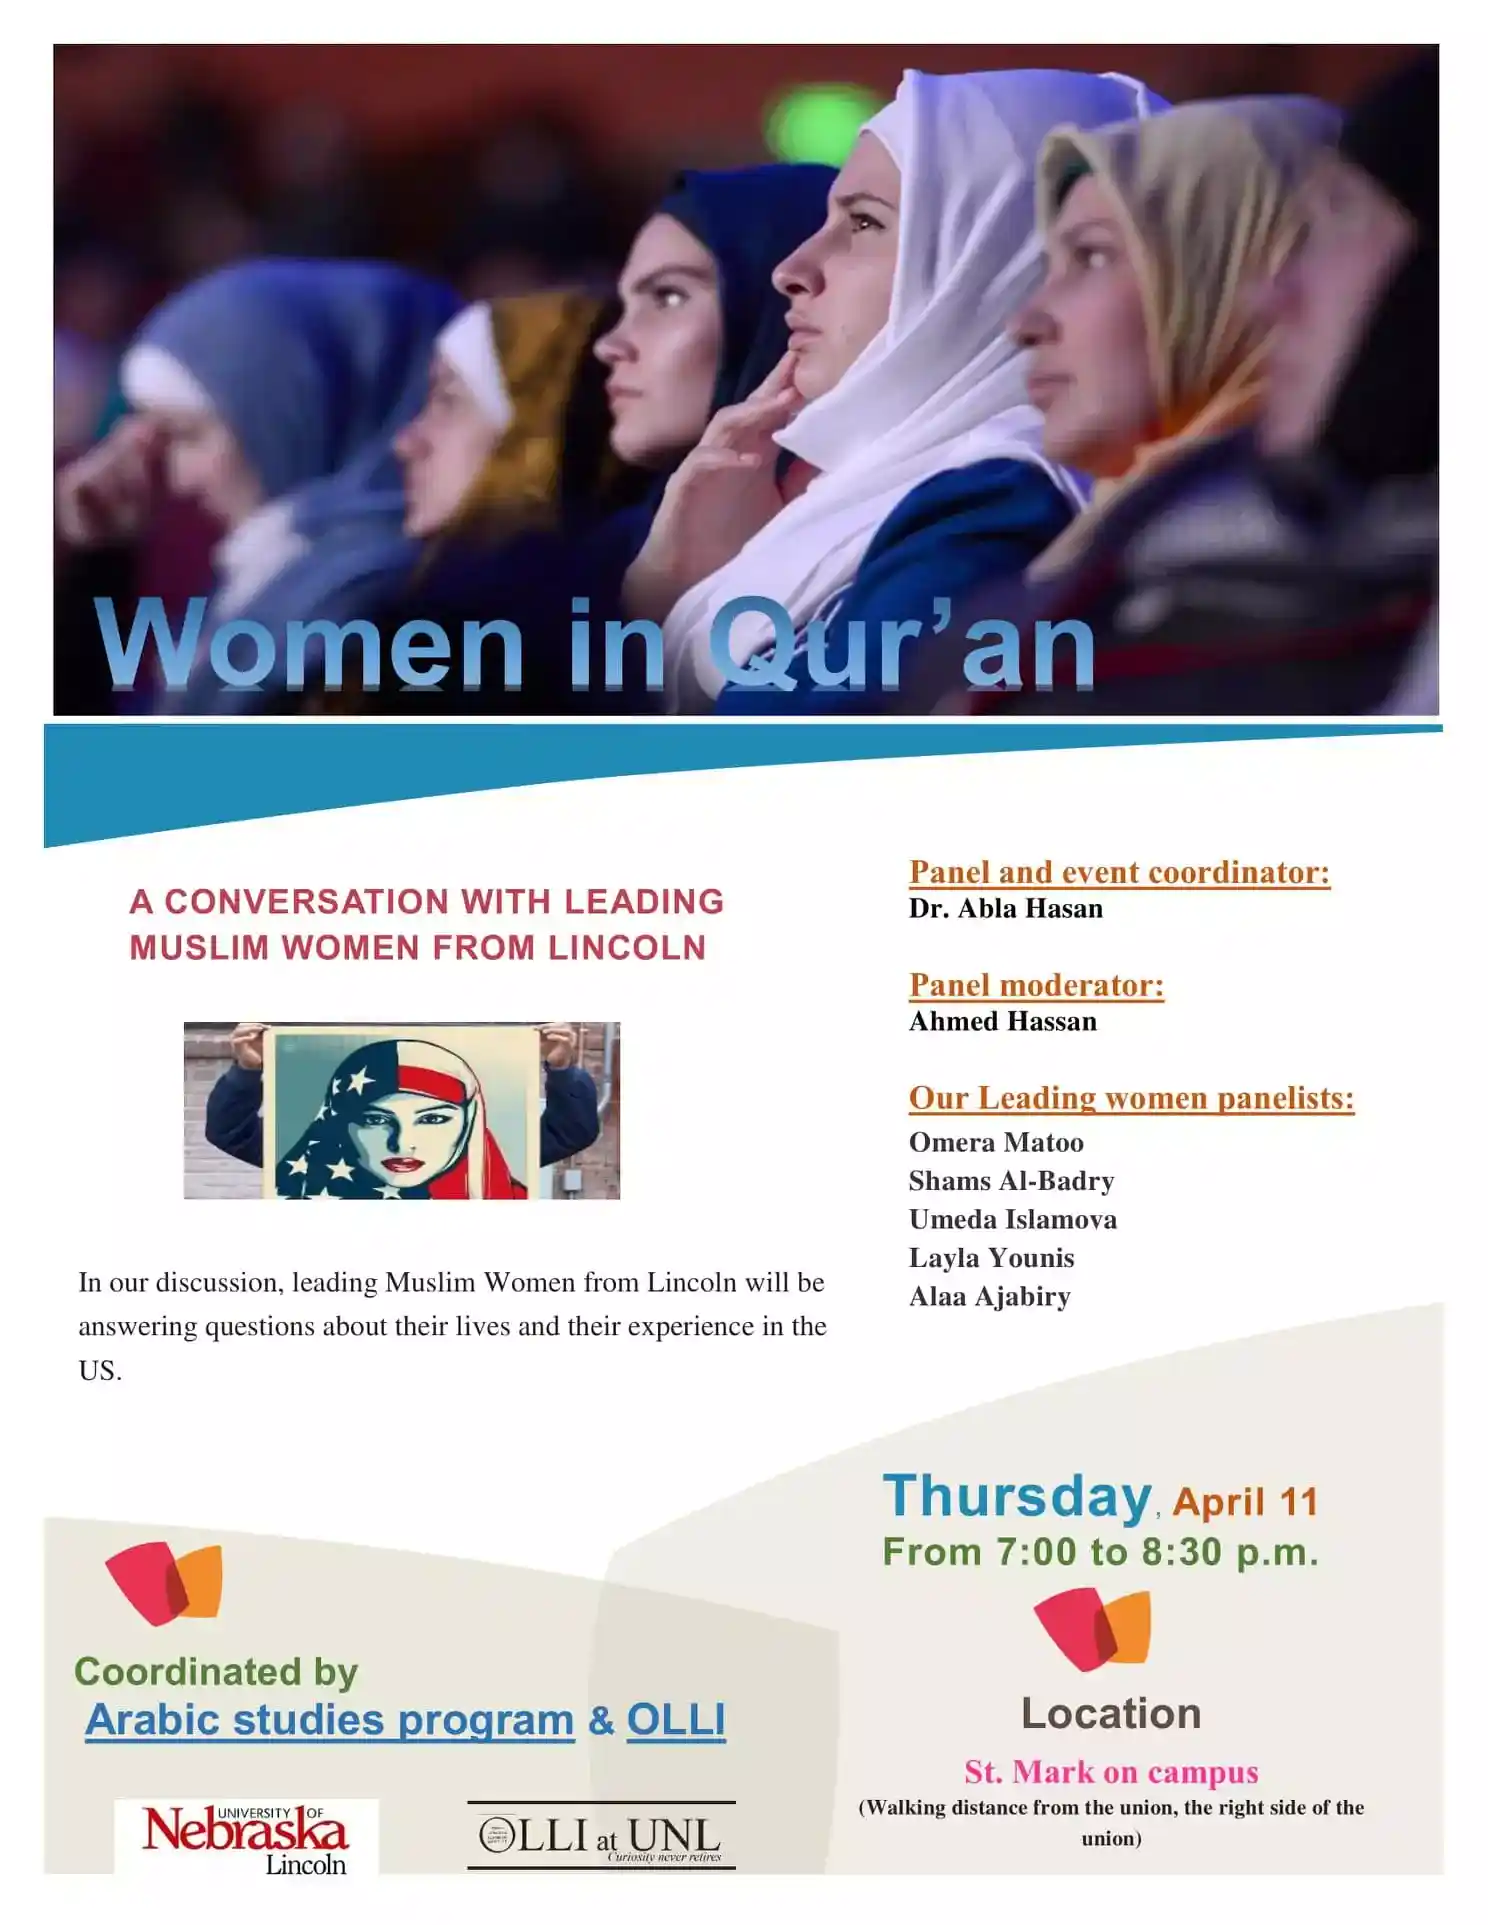 Women in Qur’an
A CONVERSATION WITH LEADING
MUSLIM WOMEN FROM LINCOLN
In our discussion, leading Muslim Women from Lincoln will be
answering questions about their lives and their experience in the
US.
Panel and event coordinator:
Dr. Abla Hasan
Panel moderator:
Ahmed Hassan
Our Leading women panelists:
Omera Matoo
Shams Al-Badry
Umeda Islamova
Layla Younis
Alaa Ajabiry
Thursday, April 11
From 7:00 to 8:30 p.m.
Location
St. Mark on campus
(Walking distance from the union, the right side of the
union)
Coordinated by
Arabic studies program & OLLI
UNIVERSITY OF
Nebraska
Lincoln
OLLI at UNL
Curiosity never retires